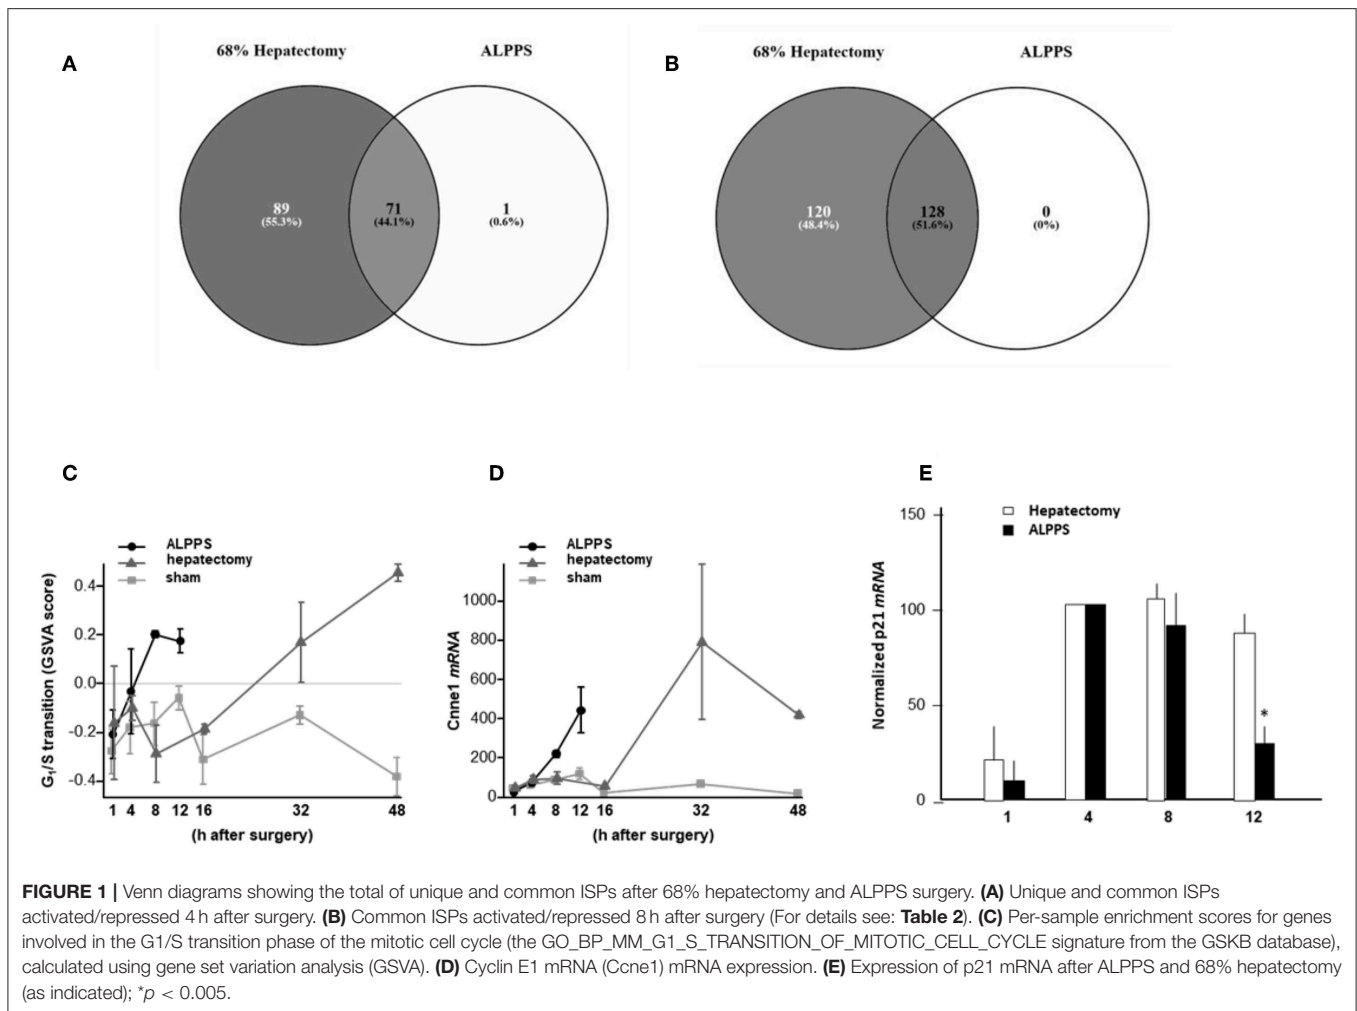 68% Hepatectomy
ALPPS
A
89
(55.3%)
71
(44.1%)
1
(0.6%)
68% Hepatectomy
ALPPS
B
120
(48.4%)
128
(51.6%)
0
(0%)
C
ALPPS
hepatectomy
sham
G1/S transition (GSVA score)
0.4
0.2
0.0
-0.2
-0.4
1 4 8 12 16 32 48
(h after surgery)
D
ALPPS
hepatectomy
sham
Cnne1 mRNA
1000
800
600
400
200
0
1 4 8 12 16 32 48
(h after surgery)
E
Hepatectomy
ALPPS
Normalized p21 mRNA
150
100
50
0
*
1 4 8 12
FIGURE 1 | Venn diagrams showing the total of unique and common ISPs after 68% hepatectomy and ALPPS surgery. (A) Unique and common ISPs
activated/repressed 4 h after surgery. (B) Common ISPs activated/repressed 8 h after surgery (For details see: Table 2). (C) Per-sample enrichment scores for genes
involved in the G1/S transition phase of the mitotic cell cycle (the GO_BP_MM_G1_S_TRANSITION_OF_MITOTIC_CELL_CYCLE signature from the GSKB database),
calculated using gene set variation analysis (GSVA). (D) Cyclin E1 mRNA (Ccne1) mRNA expression. (E) Expression of p21 mRNA after ALPPS and 68% hepatectomy
(as indicated); *p < 0.005.